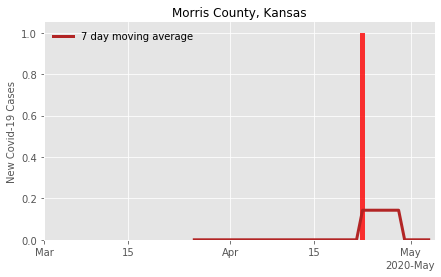 Morris County, Kansas
7 day moving average
New Covid-19 Cases
1.0
0.8
0.6
0.4
0.2
0.0
Mar 15 Apr 15 May
2020-May